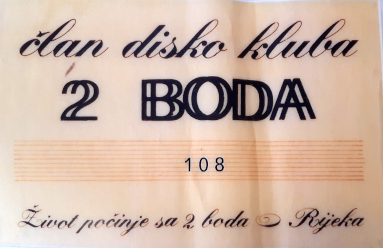 član disko kluba
2 BODA
108
Život počinje sa 2 boda Rijeka